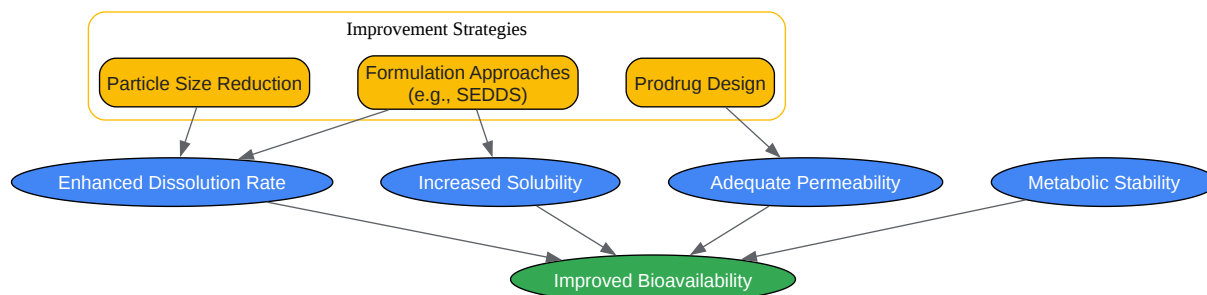 Improvement Strategies
Particle Size Reduction
Formulation Approaches
(e.g., SEDDS)
Prodrug Design
Enhanced Dissolution Rate
Increased Solubility
Adequate Permeability
Metabolic Stability
Improved Bioavailability